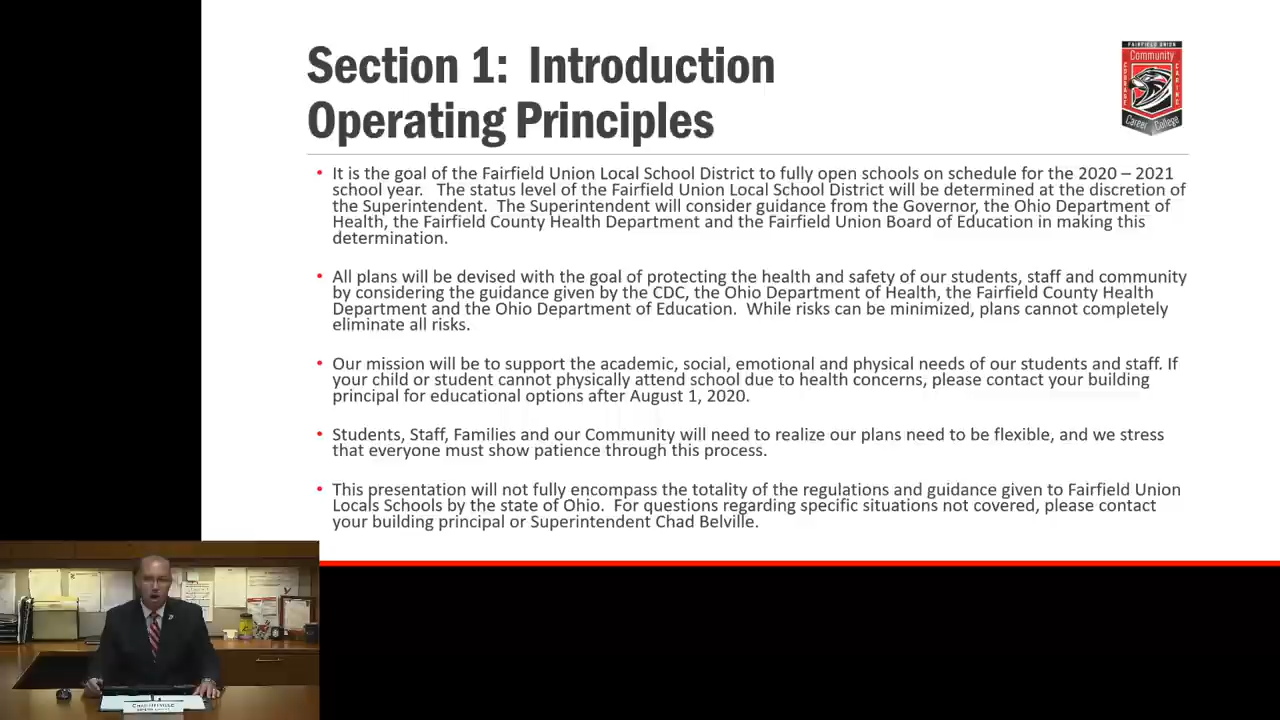 Section 1:  Introduction
Operating Principles
FAIRFIELD UNION
Community
COURAGE
CARING
Career College
• It is the goal of the Fairfield Union Local School District to fully open schools on schedule for the 2020 – 2021
school year.   The status level of the Fairfield Union Local School District will be determined at the discretion of
the Superintendent.  The Superintendent will consider guidance from the Governor, the Ohio Department of
Health, the Fairfield County Health Department and the Fairfield Union Board of Education in making this
determination.
• All plans will be devised with the goal of protecting the health and safety of our students, staff and community
by considering the guidance given by the CDC, the Ohio Department of Health, the Fairfield County Health
Department and the Ohio Department of Education.  While risks can be minimized, plans cannot completely
eliminate all risks.
• Our mission will be to support the academic, social, emotional and physical needs of our students and staff. If
your child or student cannot physically attend school due to health concerns, please contact your building
principal for educational options after August 1, 2020.
• Students, Staff, Families and our Community will need to realize our plans need to be flexible, and we stress
that everyone must show patience through this process.
• This presentation will not fully encompass the totality of the regulations and guidance given to Fairfield Union
Locals Schools by the state of Ohio.  For questions regarding specific situations not covered, please contact
your building principal or Superintendent Chad Belville.